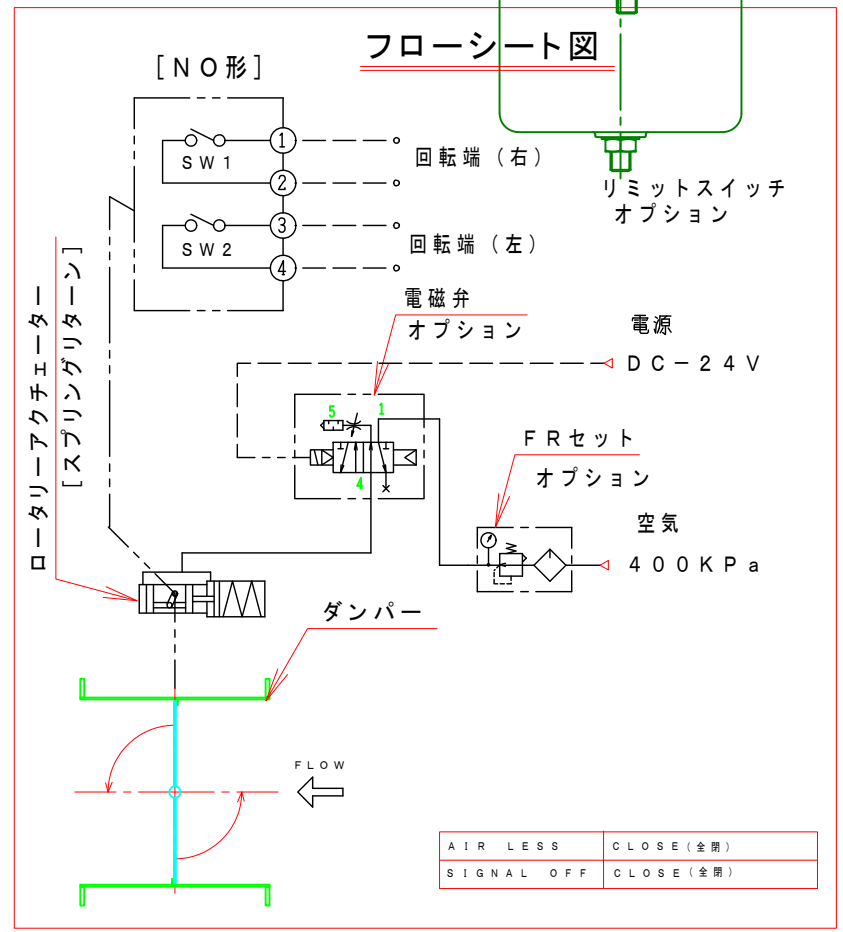 フローシート図
[NO形]
1
SW1
2
回転端(右)
3
SW2
4
回転端(左)
リミットスイッチ
オプション
ロータリーアクチェーター
[スプリングリターン]
電磁弁
オプション
電源
DC-24V
5
1
4
FRセット
オプション
空気
400KPa
ダンパー
FLOW
AIR LESS CLOSE(全閉)
SIGNAL OFF CLOSE(全閉)